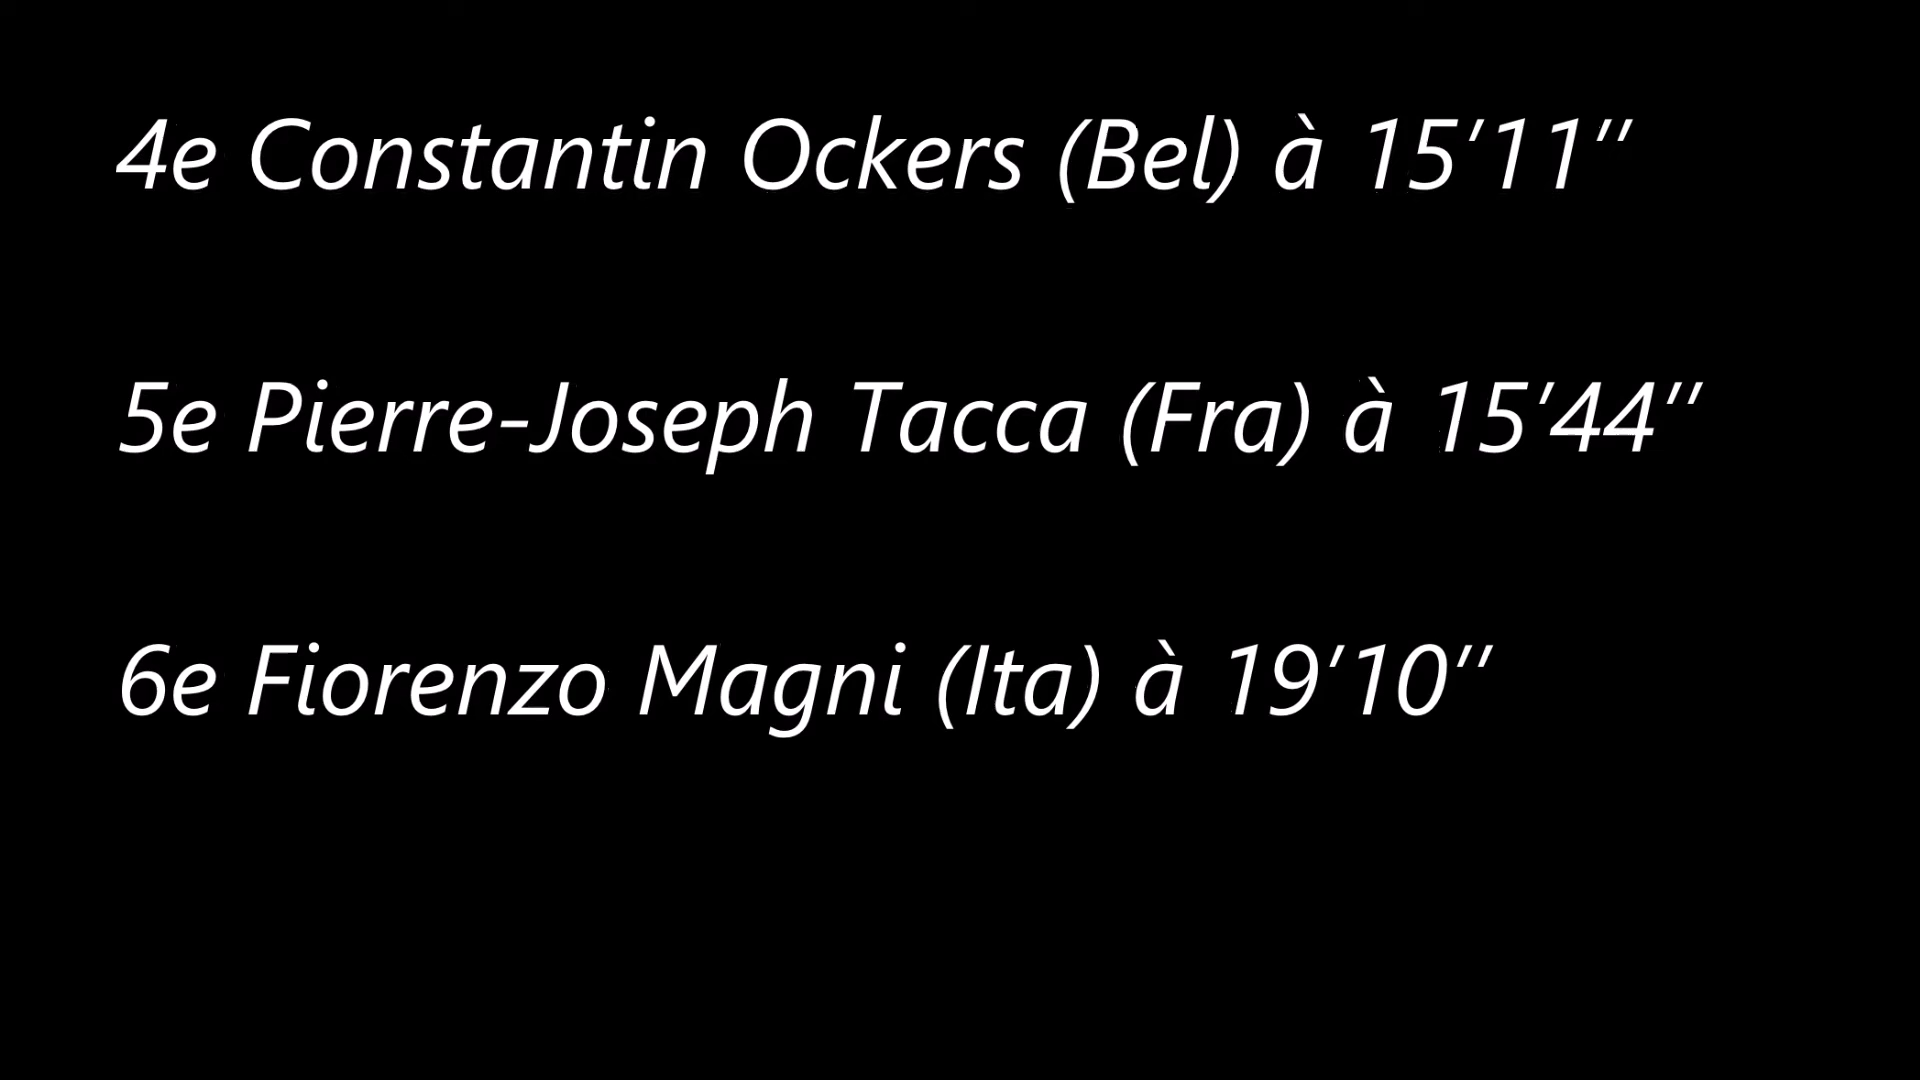 4e Constantin Ockers (Bel) à 15’11’’
5e Pierre-Joseph Tacca (Fra) à 15’44’’
6e Fiorenzo Magni (Ita) à 19’10’’